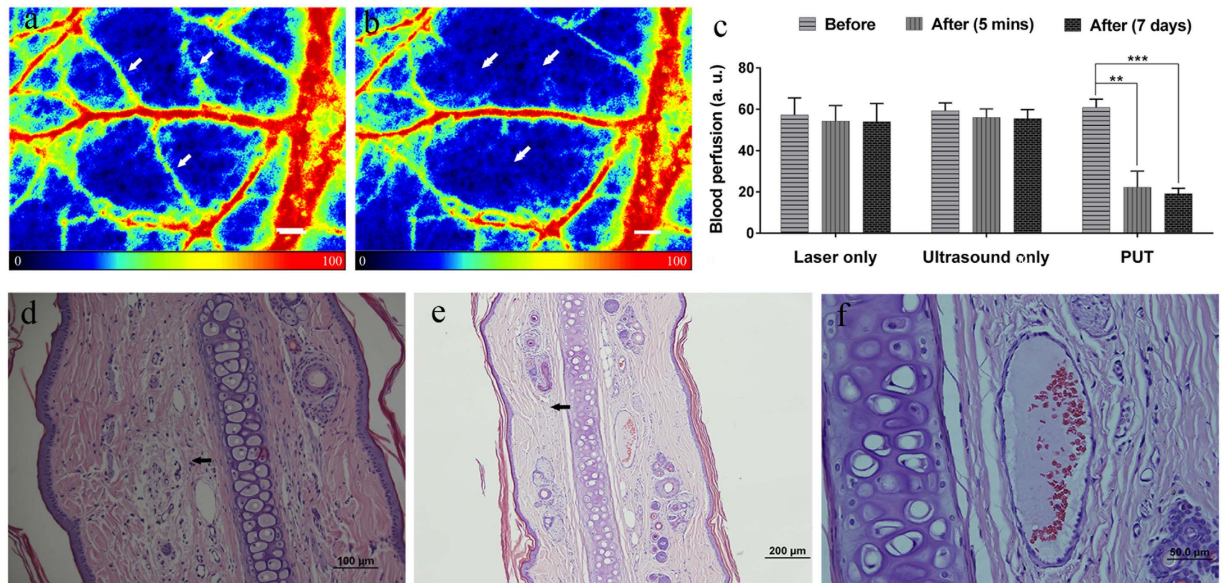 a
0 100
b
0 100
c
Before After (5 mins) After (7 days)
Blood perfusion (a. u.)
80
60
40
20
0
** ***
Laser only Ultrasound only PUT
d
100 µm
e
200 µm
f
50.0 µm